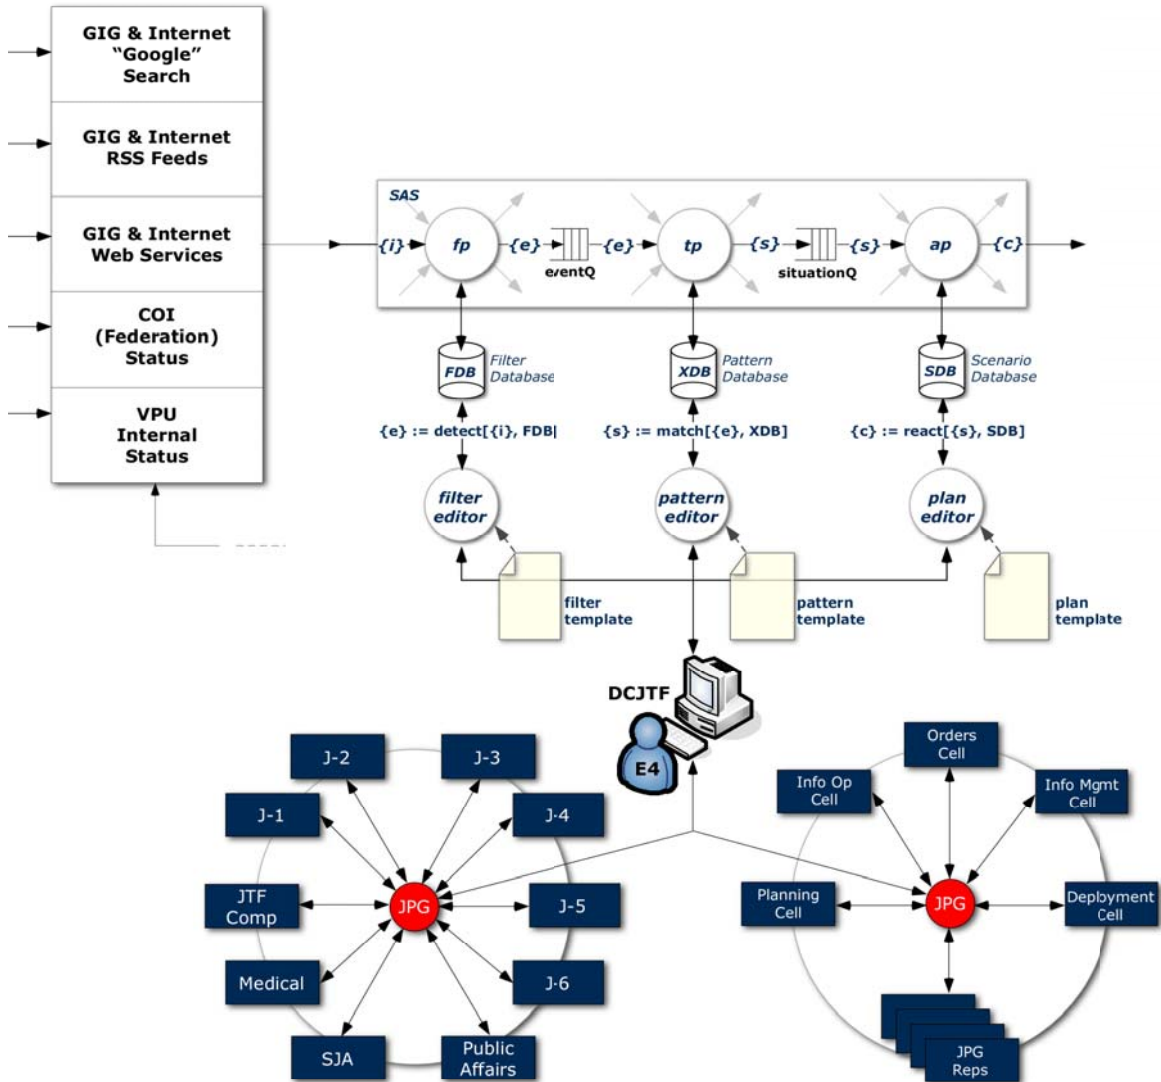 GIG & Internet
“Google”
Search
GIG & Internet
RSS Feeds
GIG & Internet
Web Services
COI
(Federation)
Status
VPU
Internal
Status
SAS
{i}
fp
{e}
eventQ
{e}
tp
{s}
situationQ
{s}
ap
{c}
FDB
Filter
Database
XDB
Pattern
Database
SDB
Scenario
Database
{e} := detect[{i}, FDB]
{s} := match[{e}, XDB]
{c} := react[{s}, SDB]
filter
editor
pattern
editor
plan
editor
filter
template
pattern
template
plan
template
DCJTF
E4
J-2
J-3
J-1
J-4
JTF
Comp
JPG
J-5
Medical
J-6
SJA
Public
Affairs
Orders
Cell
Info Op
Cell
Info Mgmt
Cell
Planning
Cell
JPG
Deployment
Cell
JPG
Reps